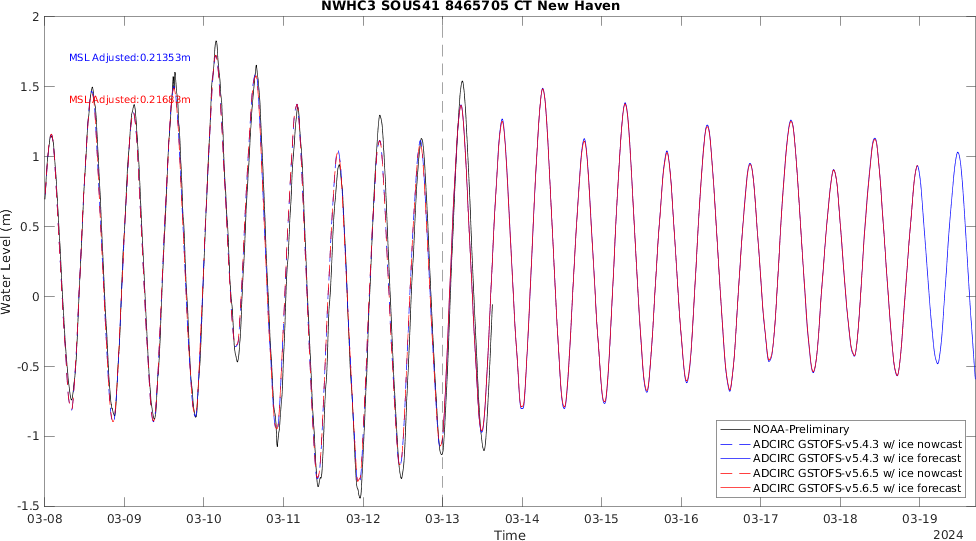 NWHC3 SOUS41 8465705 CT New Haven
2
1.5
1
0.5
0
-0.5
-1
-1.5
Water Level (m)
MSL Adjusted:0.21353m
MSL Adjusted:0.21683m
NOAA-Preliminary
ADCIRC GSTOFS-v5.4.3 w/ ice nowcast
ADCIRC GSTOFS-v5.4.3 w/ ice forecast
ADCIRC GSTOFS-v5.6.5 w/ ice nowcast
ADCIRC GSTOFS-v5.6.5 w/ ice forecast
03-08 03-09 03-10 03-11 03-12 03-13 03-14 03-15 03-16 03-17 03-18 03-19
Time
2024